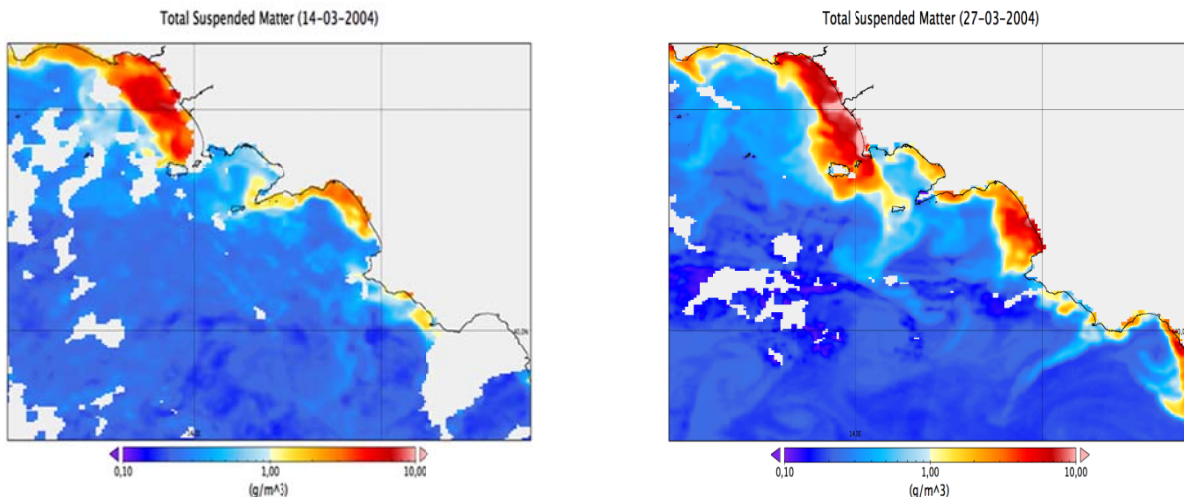 Total Suspended Matter (14-03-2004)
0,10 1,00 10,00
(g/m^3)
Total Suspended Matter (27-03-2004)
0,10 1,00 10,00
(g/m^3)